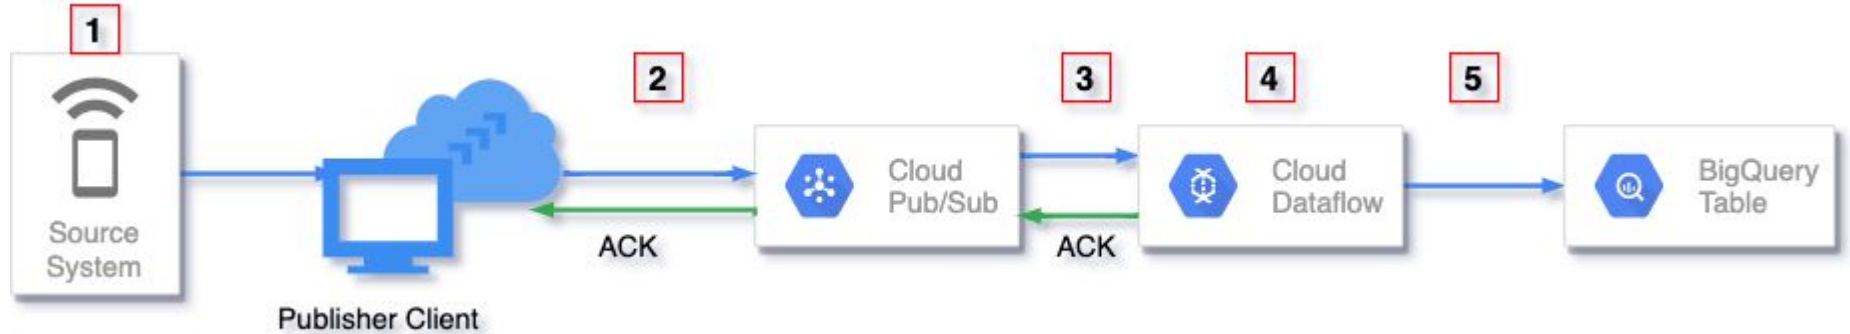 1
2
3
4
5
Source
System
Publisher Client
ACK
Cloud
Pub/Sub
ACK
Cloud
Dataflow
BigQuery
Table